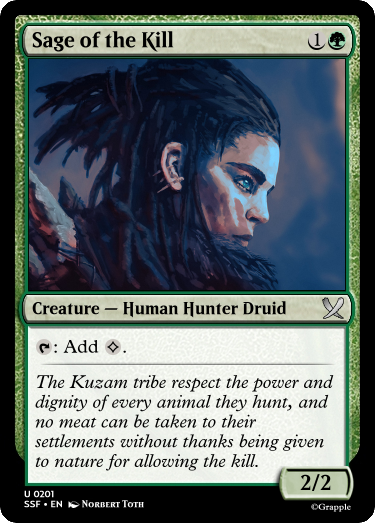 Sage of the Kill 1
Creature — Human Hunter Druid
: Add .
The Kuzam tribe respect the power and
dignity of every animal they hunt, and
no meat can be taken to their
settlements without thanks being given
to nature for allowing the kill.
2/2
U 0201
SSF • EN Norbert Toth
©Grapple